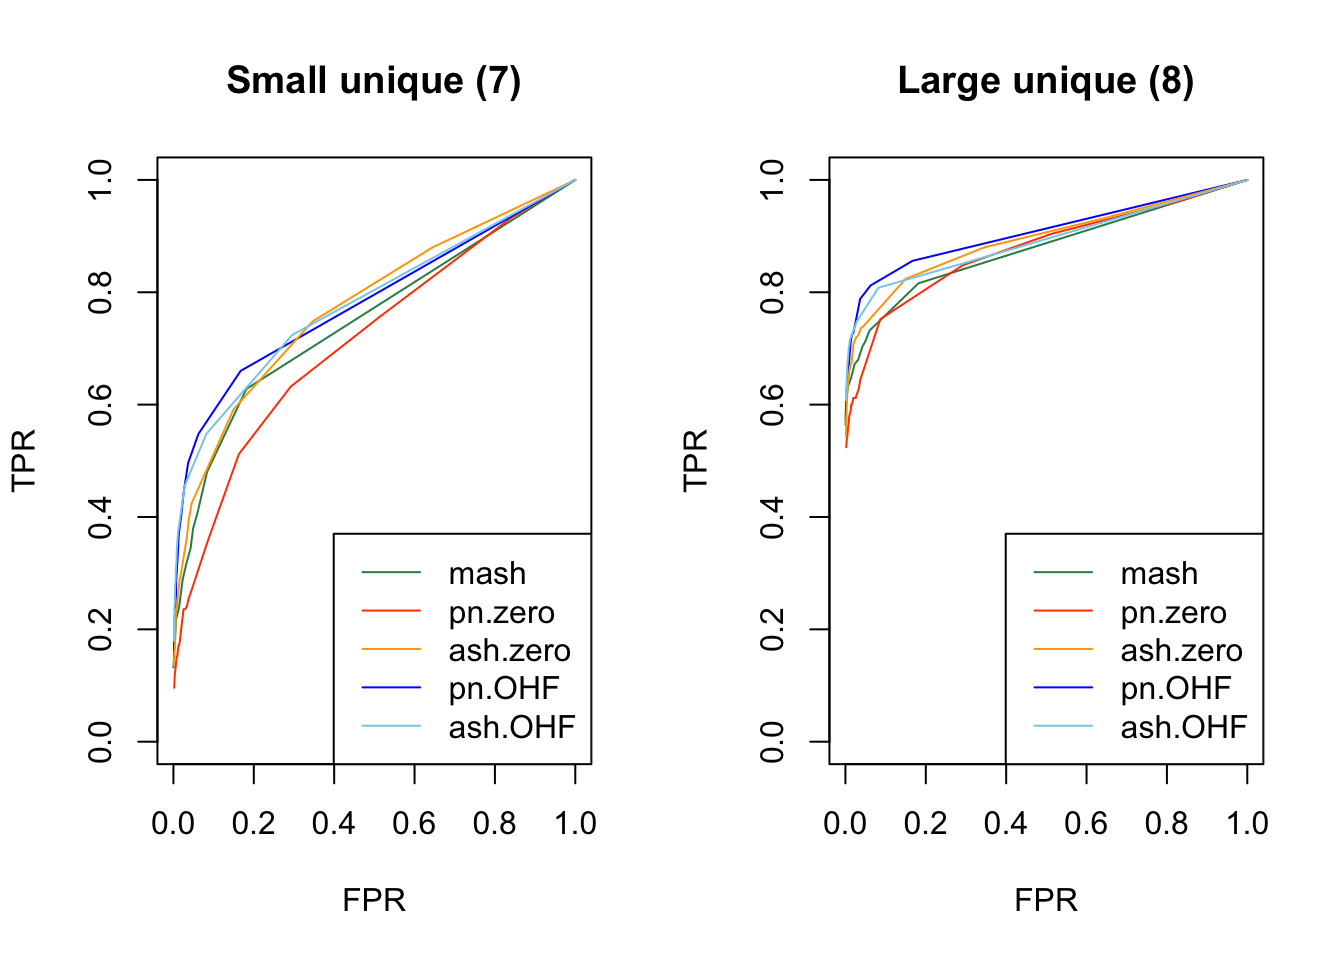 Small unique (7)
TPR
1.0
0.8
0.6
0.4
0.2
0.0
mash
pn.zero
ash.zero
pn.OHF
ash.OHF
0.0 0.2 0.4 0.6 0.8 1.0
FPR
Large unique (8)
TPR
1.0
0.8
0.6
0.4
0.2
0.0
mash
pn.zero
ash.zero
pn.OHF
ash.OHF
0.0 0.2 0.4 0.6 0.8 1.0
FPR